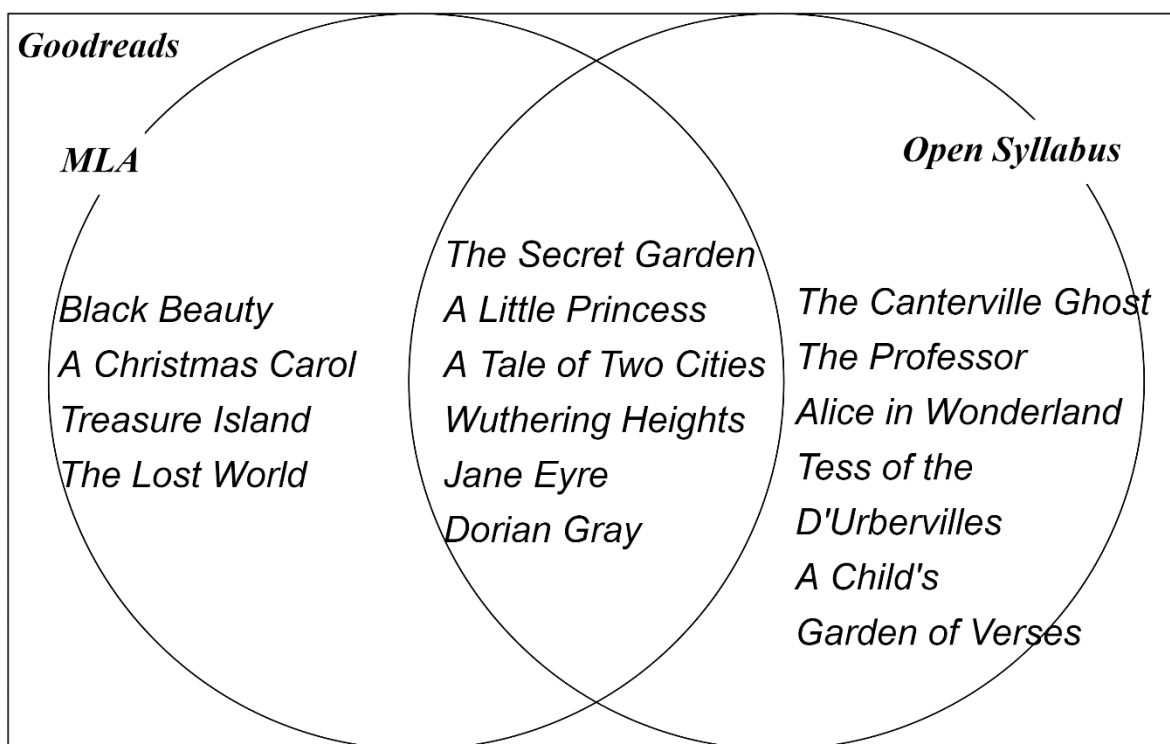 Goodreads
MLA
Open Syllabus
Black Beauty
A Christmas Carol
Treasure Island
The Lost World
The Secret Garden
A Little Princess
A Tale of Two Cities
Wuthering Heights
Jane Eyre
Dorian Gray
The Canterville Ghost
The Professor
Alice in Wonderland
Tess of the
D'Urbervilles
A Child's
Garden of Verses